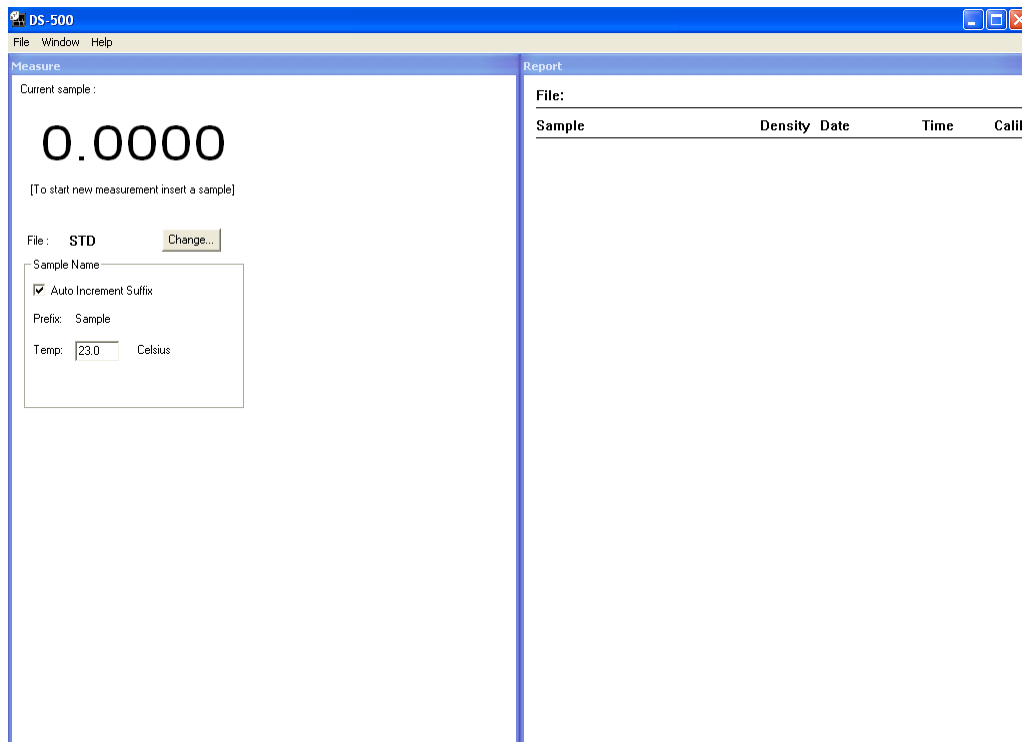 DS-500
File Window Help
Measure
Current sample :
0.0000
[To start new measurement insert a sample]
File : STD Change...
Sample Name
Auto Increment Suffix
Prefix: Sample
Temp: 23.0 Celsius
Report
File:
Sample Density Date Time